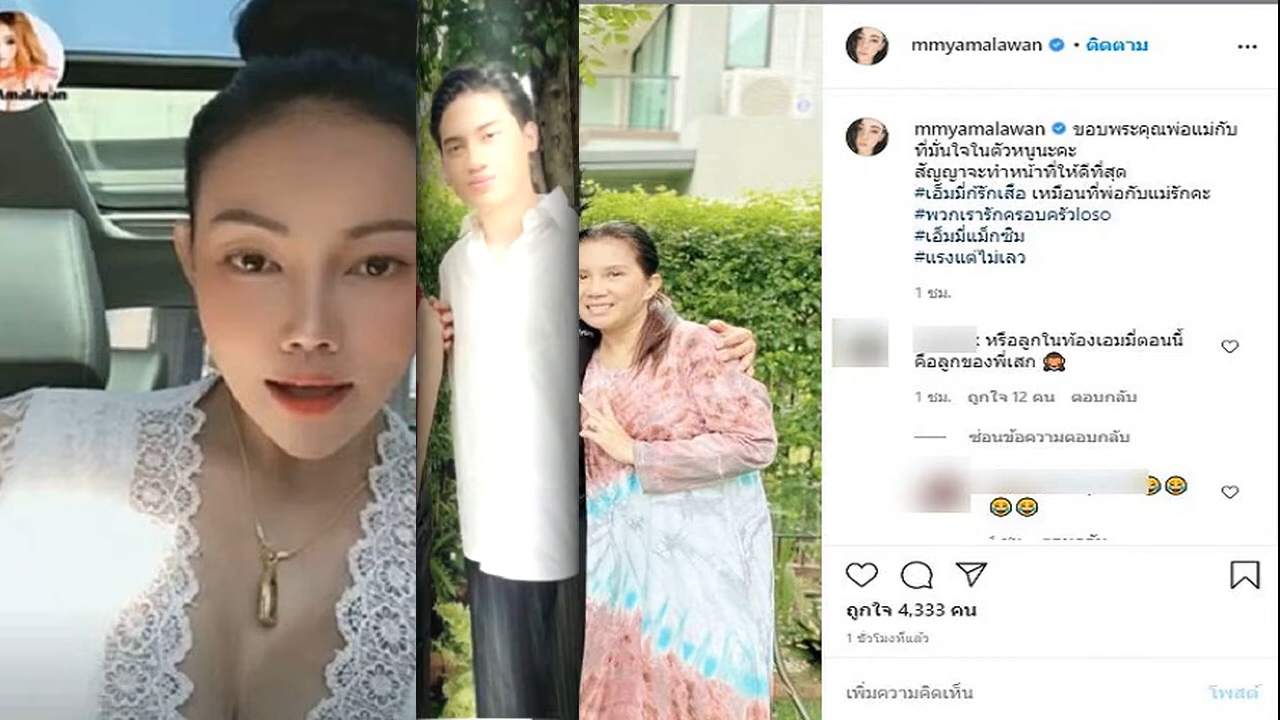 Amalawan
mmyamalawan • ติดตาม
mmyamalawan ขอบพระคุณพ่อแม่กับ
ที่มั่นใจในตัวหนูนะคะ
สัญญาจะทำหน้าที่ให้ดีที่สุด
#เอ็มมี่ก็รักเสือ เหมือนที่พ่อกับแม่รักคะ
#พวกเรารักครอบครัวloso
#เอ็มมี่แม็กซิม
#แรงแต่ไม่เลว
1 ชม.
: หรือลูกในท้องเอมมี่ตอนนี้
คือลูกของพี่เสก
1 ชม. ถูกใจ 12 คน ตอบกลับ
ซ่อนข้อความตอบกลับ
ถูกใจ 4,333 คน
1 ชั่วโมงที่แล้ว
เพิ่มความคิดเห็น
โพสต์